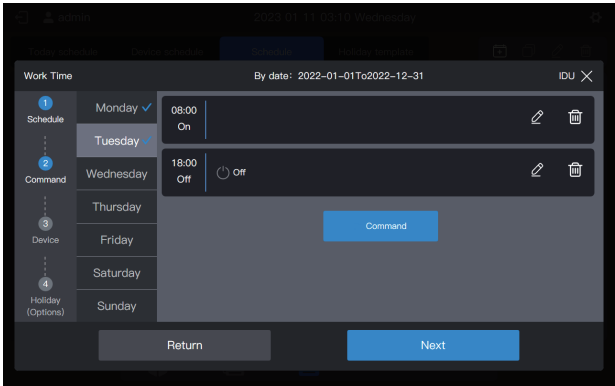 admin
2023-01-11 03:10 Wednesday
Today schedule
Device schedule
Schedule
Holiday template
Work Time
By date: 2022-01-01To2022-12-31
IDU
1
Schedule
2
Command
3
Device
4
Holiday
(Options)
Monday
Tuesday
Wednesday
Thursday
Friday
Saturday
Sunday
08:00
On
18:00
Off
Off
Command
Return
Next